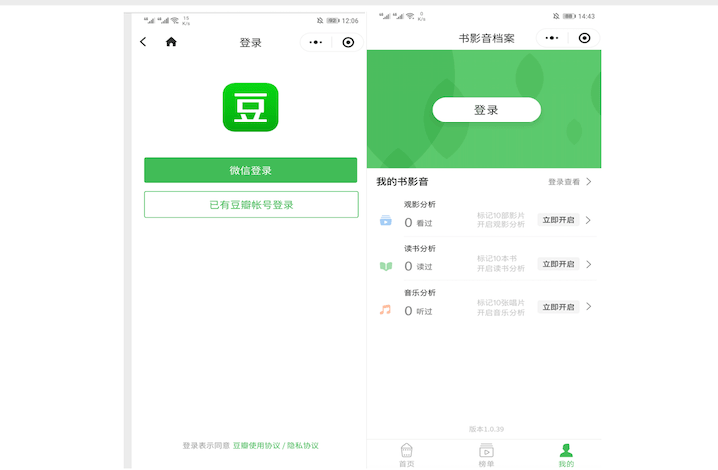 15
K/s
12:06
登录
豆
微信登录
已有豆瓣帐号登录
登录表示同意 豆瓣使用协议 / 隐私协议
0
K/s
14:43
书影音档案
登录
我的书影音
登录查看
观影分析
0 看过
标记10部影片
开启观影分析
立即开启
读书分析
0 读过
标记10本书
开启读书分析
立即开启
音乐分析
0 听过
标记10张唱片
开启音乐分析
立即开启
版本1.0.39
首页
榜单
我的